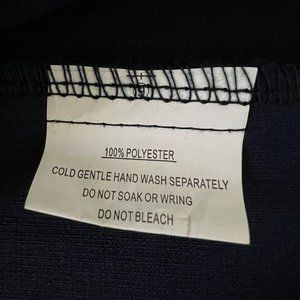 100% POLYESTER
COLD GENTLE HAND WASH SEPARATELY
DO NOT SOAK OR WRING
DO NOT BLEACH